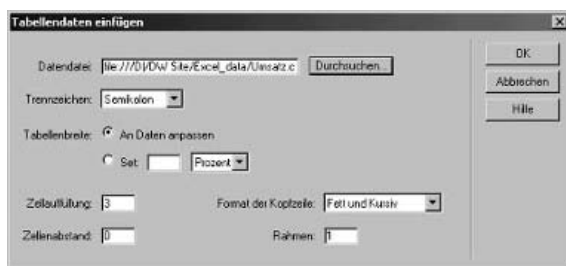 Tabellendaten einfügen
Datendatei: file:///D|/DW Site/Excel_data/Umsatz.c Durchsuchen... OK
Abbrechen
Trennzeichen: Semikolon Hilfe
Tabellenbreite: An Daten anpassen
Set: Prozent
Zellauffüllung: 3 Format der Kopfzeile: Fett und Kursiv
Zellenabstand: 0 Rahmen: 1